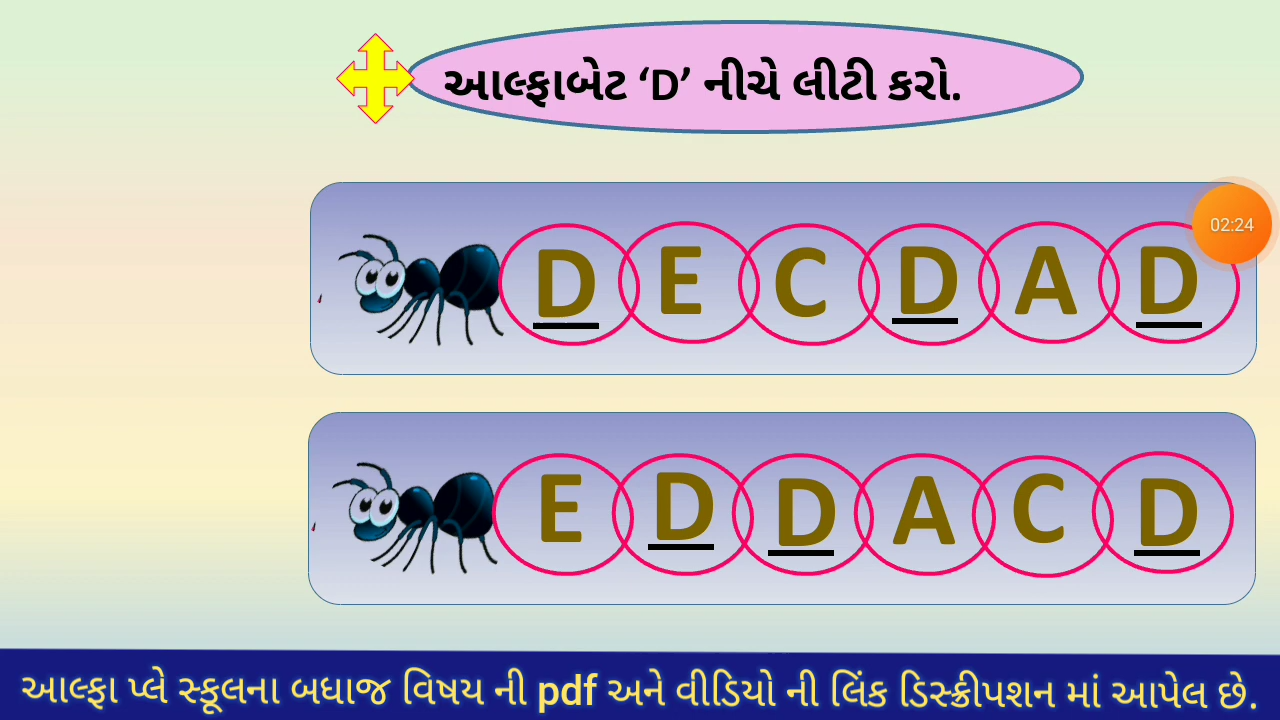 આલ્ફાબેટ ‘D’ નીચે લીટી કરો.
02:24
D E C D A D
E D D A C D
આલ્ફા પ્લે સ્કૂલના બધાજ વિષય ની pdf અને વીડિયો ની લિંક ડિસ્ક્રીપશન માં આપેલ છે.